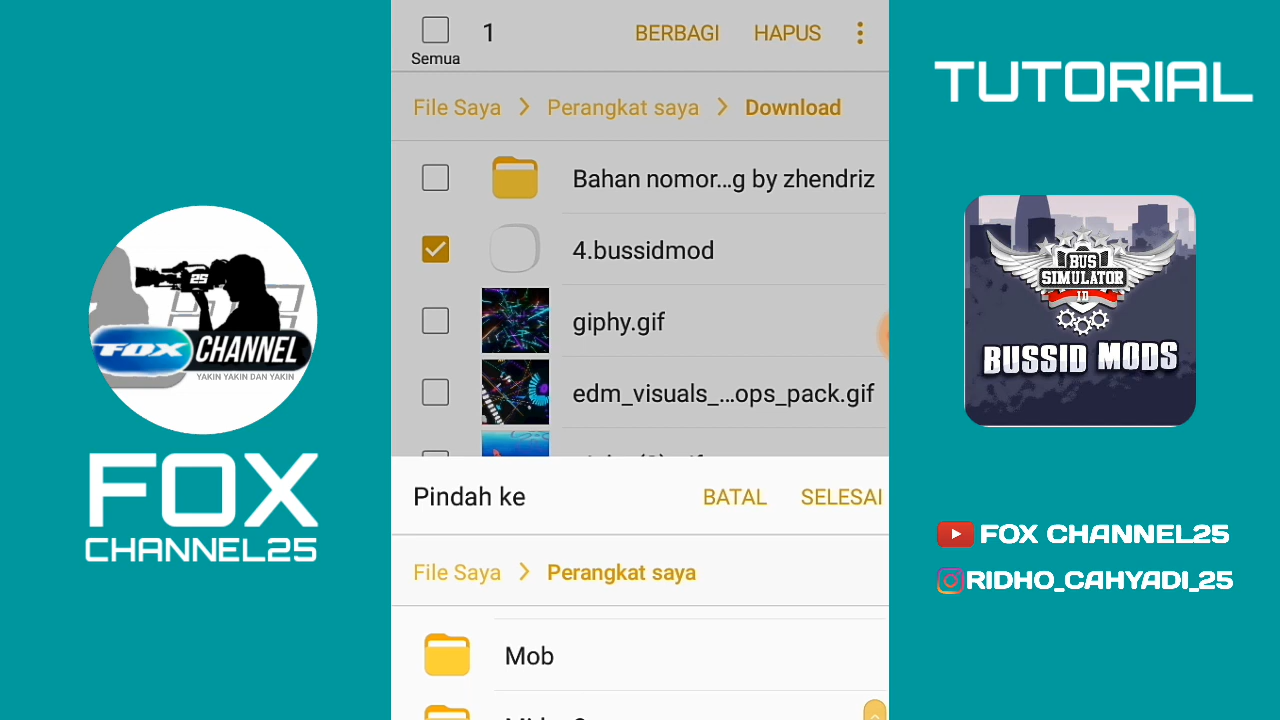 25
FOX CHANNEL
YAKIN YAKIN DAN YAKIN
FOX
CHANNEL25
1
BERBAGI
HAPUS
Semua
File Saya > Perangkat saya > Download
Bahan nomor...g by zhendriz
4.bussidmod
giphy.gif
edm_visuals_...ops_pack.gif
Pindah ke
BATAL
SELESAI
File Saya > Perangkat saya
Mob
TUTORIAL
BUS
SIMULATOR
ID
BUSSID MODS
FOX CHANNEL25
RIDHO_CAHYADI_25